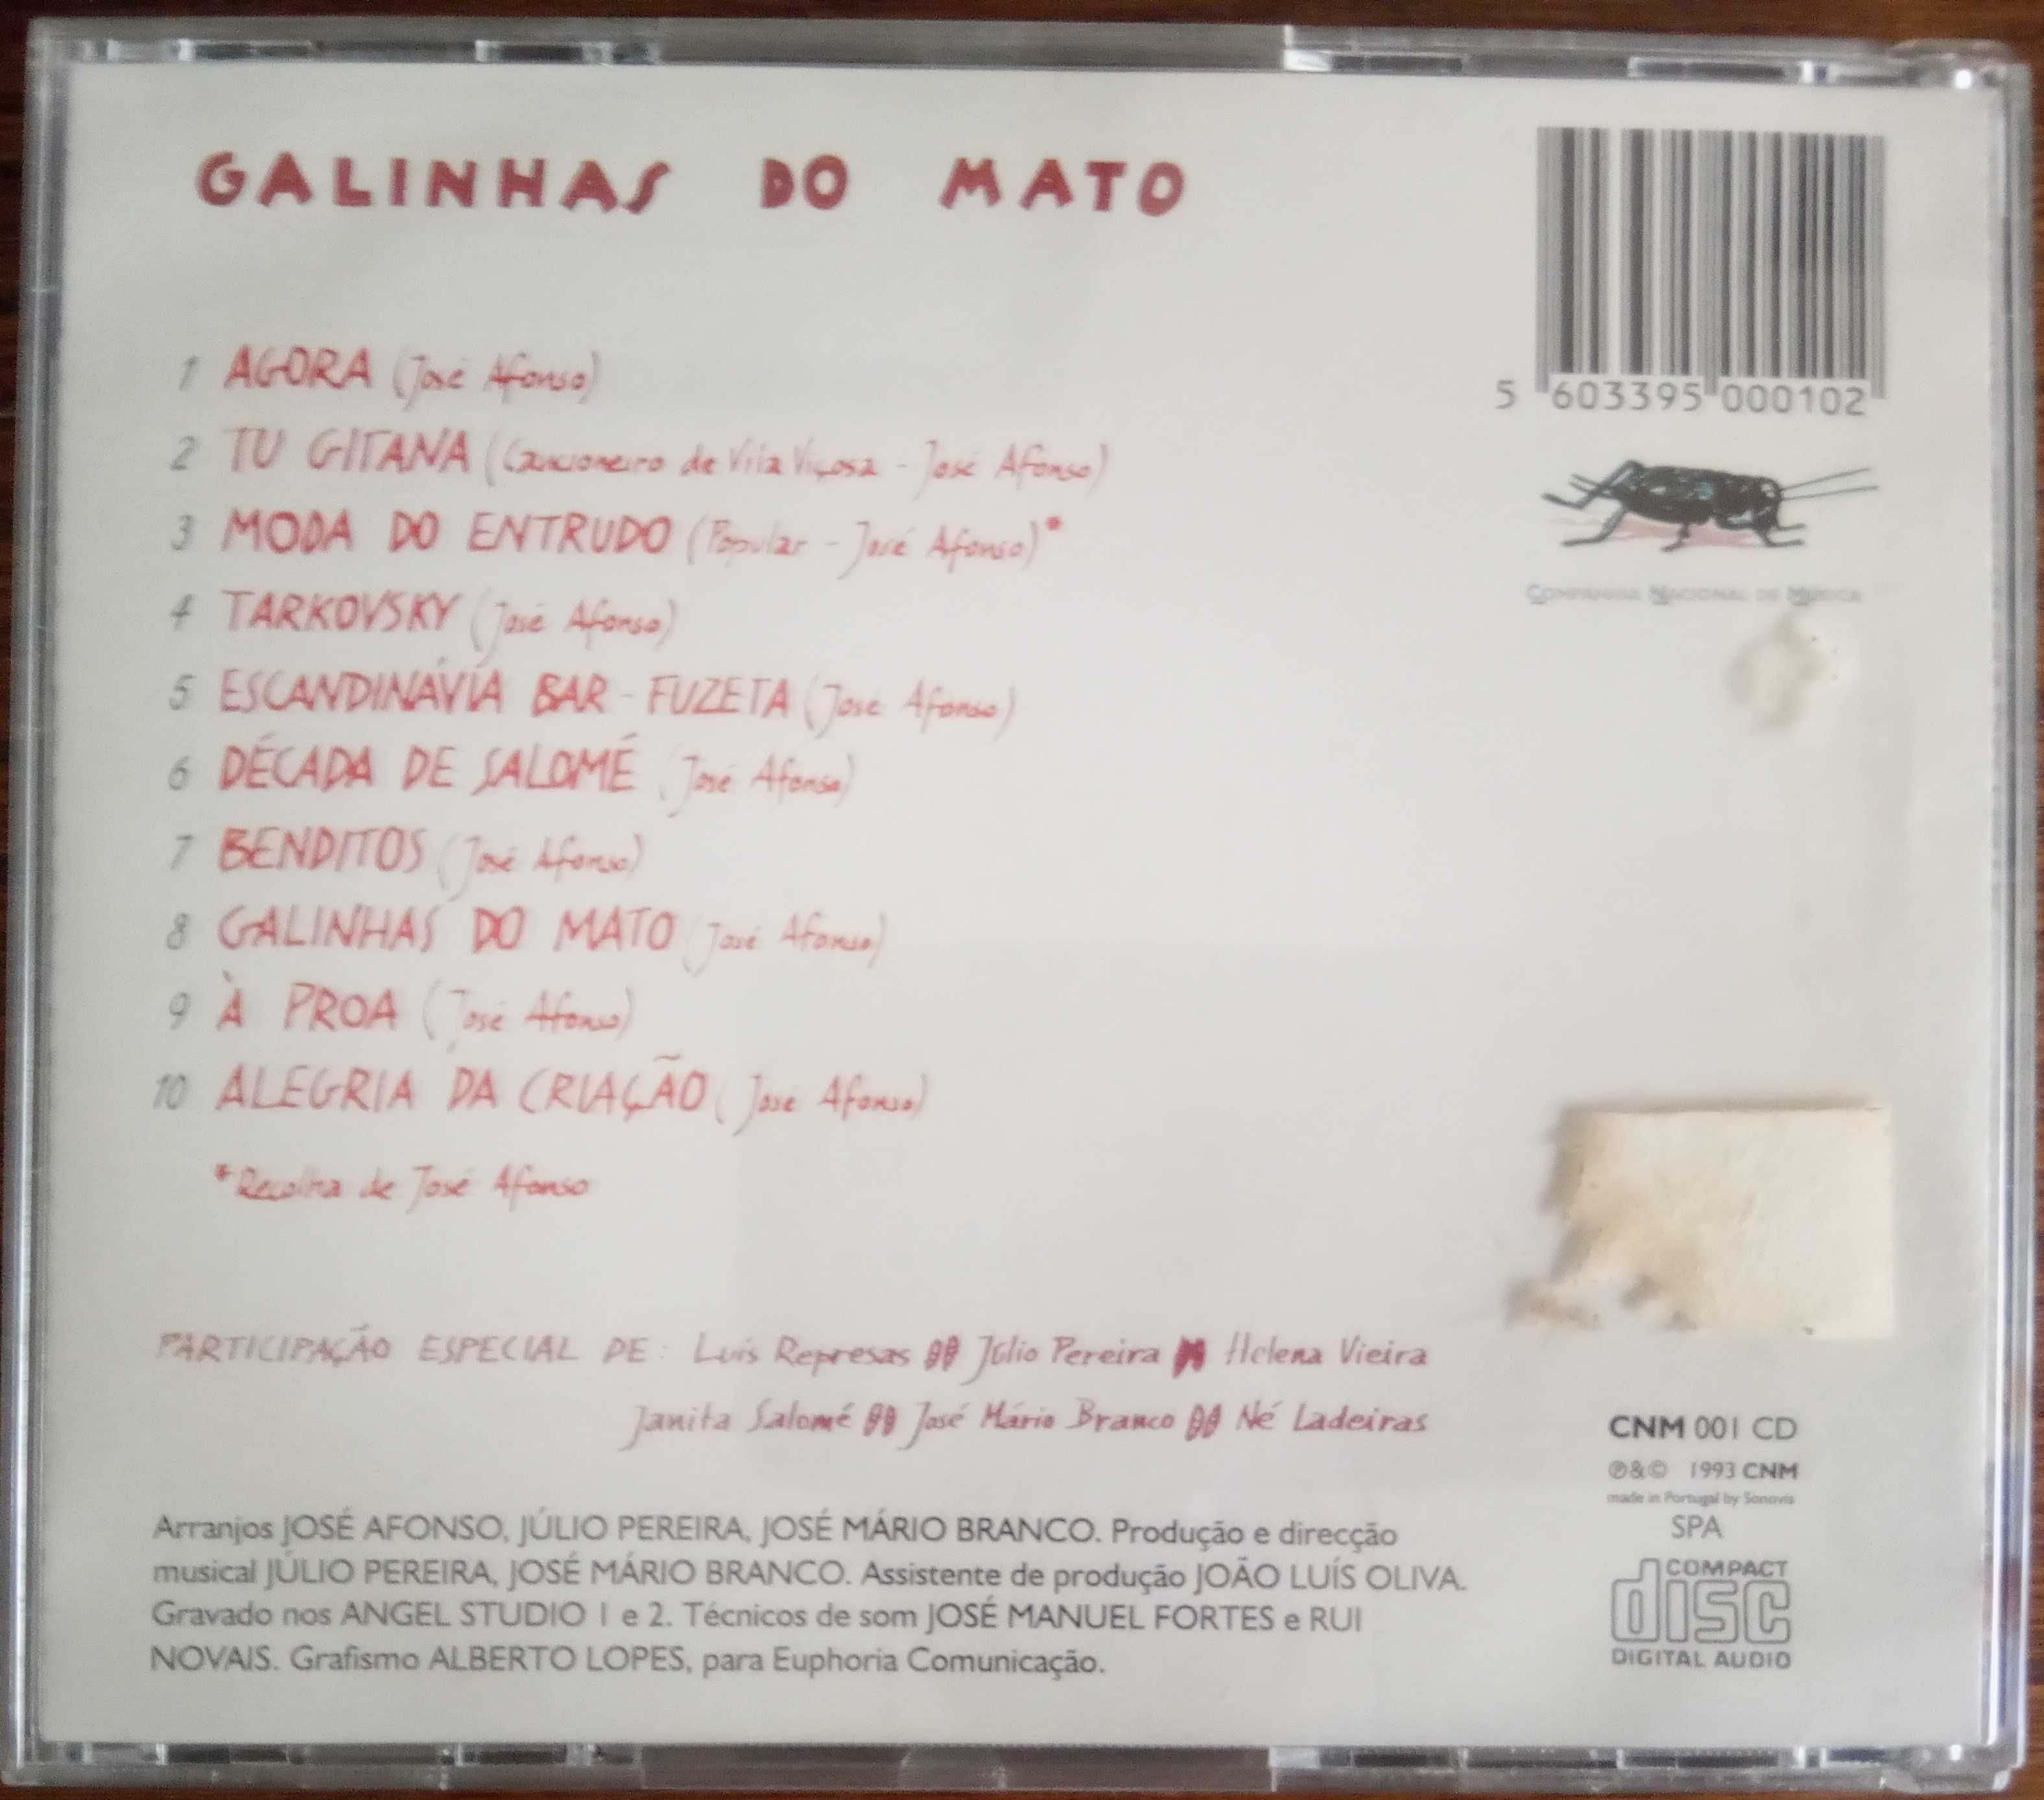 GALINHAS DO MATO
5 603395 000102
COMPANHIA NACIONAL DE MÚSICA
1 AGORA (José Afonso)
2 TU GITANA (Cancioneiro de Vila Viçosa - José Afonso)
3 MODA DO ENTRUDO (Popular - José Afonso)*
4 TARKOVSKY (José Afonso)
5 ESCANDINÁVIA BAR - FUZETA (José Afonso)
6 DÉCADA DE SALOMÉ (José Afonso)
7 BENDITOS (José Afonso)
8 GALINHAS DO MATO (José Afonso)
9 À PROA (José Afonso)
10 ALEGRIA DA CRIAÇÃO (José Afonso)
*Recolha de José Afonso
PARTICIPAÇÃO ESPECIAL DE: Luís Represas Júlio Pereira Helena Vieira
Janita Salomé José Mário Branco Né Ladeiras
Arranjos JOSÉ AFONSO, JÚLIO PEREIRA, JOSÉ MÁRIO BRANCO. Produção e direcção
musical JÚLIO PEREIRA, JOSÉ MÁRIO BRANCO. Assistente de produção JOÃO LUÍS OLIVA.
Gravado nos ANGEL STUDIO 1 e 2. Técnicos de som JOSÉ MANUEL FORTES e RUI
NOVAIS. Grafismo ALBERTO LOPES, para Euphoria Comunicação.
CNM 001 CD
℗&© 1993 CNM
made in Portugal by Sonovis
SPA
COMPACT
disc
DIGITAL AUDIO